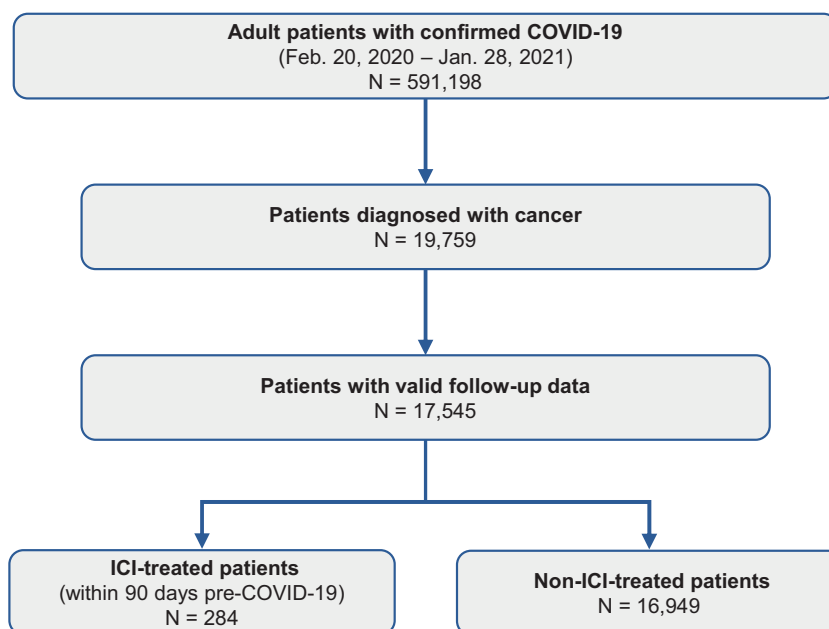 Adult patients with confirmed COVID-19
(Feb. 20, 2020 – Jan. 28, 2021)
N = 591,198
Patients diagnosed with cancer
N = 19,759
Patients with valid follow-up data
N = 17,545
ICI-treated patients
(within 90 days pre-COVID-19)
N = 284
Non-ICI-treated patients
N = 16,949